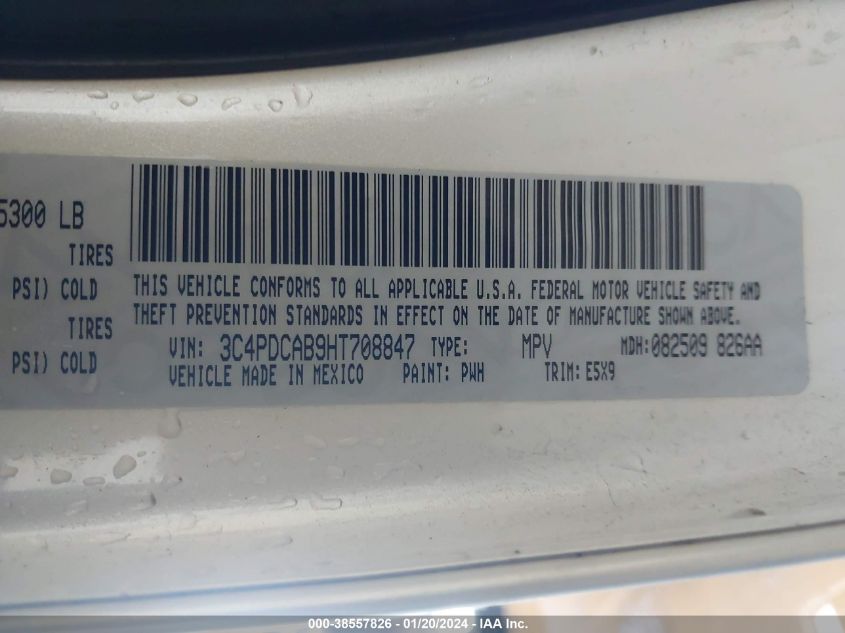 5300 LB
TIRES
PSI) COLD
TIRES
PSI) COLD
THIS VEHICLE CONFORMS TO ALL APPLICABLE U.S.A. FEDERAL MOTOR VEHICLE SAFETY AND
THEFT PREVENTION STANDARDS IN EFFECT ON THE DATE OF MANUFACTURE SHOWN ABOVE.
VIN: 3C4PDCAB9HT708847 TYPE: MPV MDH:082509 826AA
VEHICLE MADE IN MEXICO PAINT: PWH TRIM: E5X9
000-38557826 - 01/20/2024 - IAA Inc.